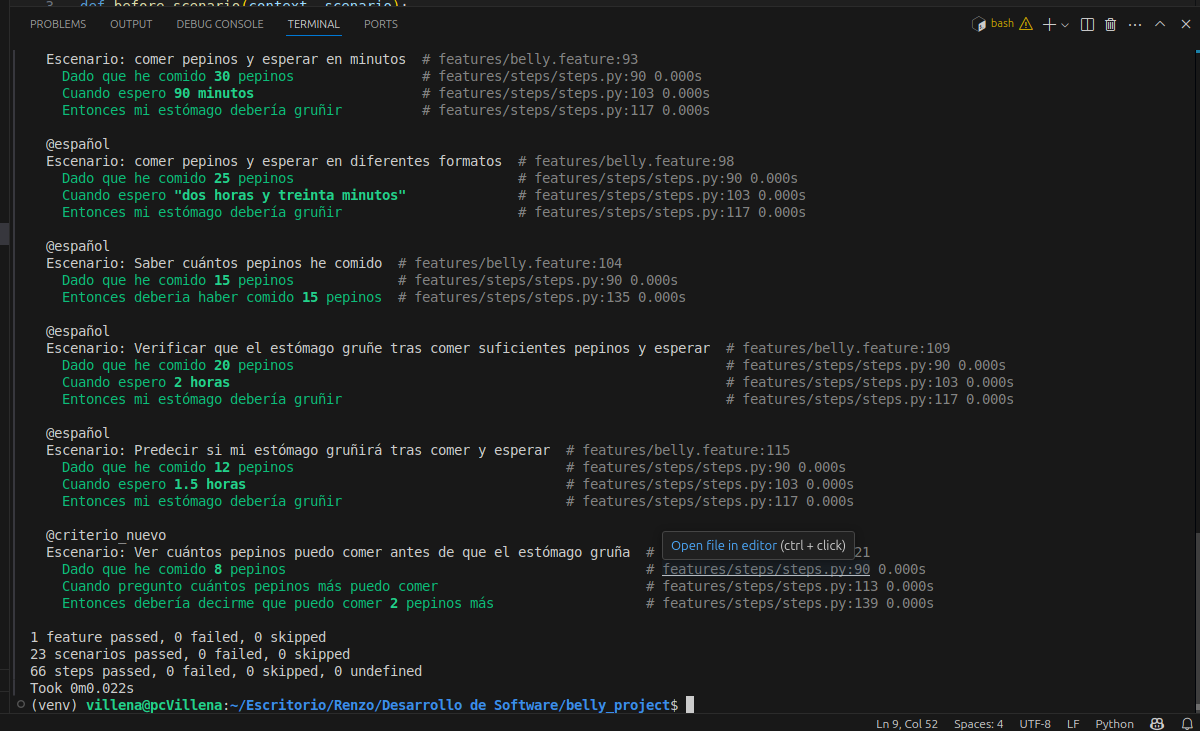 3 def before_scenario(context, scenario):
PROBLEMS OUTPUT DEBUG CONSOLE TERMINAL PORTS bash
Escenario: comer pepinos y esperar en minutos # features/belly.feature:93
Dado que he comido 30 pepinos # features/steps/steps.py:90 0.000s
Cuando espero 90 minutos # features/steps/steps.py:103 0.000s
Entonces mi estómago debería gruñir # features/steps/steps.py:117 0.000s
@español
Escenario: comer pepinos y esperar en diferentes formatos # features/belly.feature:98
Dado que he comido 25 pepinos # features/steps/steps.py:90 0.000s
Cuando espero "dos horas y treinta minutos" # features/steps/steps.py:103 0.000s
Entonces mi estómago debería gruñir # features/steps/steps.py:117 0.000s
@español
Escenario: Saber cuántos pepinos he comido # features/belly.feature:104
Dado que he comido 15 pepinos # features/steps/steps.py:90 0.000s
Entonces deberia haber comido 15 pepinos # features/steps/steps.py:135 0.000s
@español
Escenario: Verificar que el estómago gruñe tras comer suficientes pepinos y esperar # features/belly.feature:109
Dado que he comido 20 pepinos # features/steps/steps.py:90 0.000s
Cuando espero 2 horas # features/steps/steps.py:103 0.000s
Entonces mi estómago debería gruñir # features/steps/steps.py:117 0.000s
@español
Escenario: Predecir si mi estómago gruñirá tras comer y esperar # features/belly.feature:115
Dado que he comido 12 pepinos # features/steps/steps.py:90 0.000s
Cuando espero 1.5 horas # features/steps/steps.py:103 0.000s
Entonces mi estómago debería gruñir # features/steps/steps.py:117 0.000s
@criterio_nuevo
Open file in editor (ctrl + click)
Escenario: Ver cuántos pepinos puedo comer antes de que el estómago gruña # 21
Dado que he comido 8 pepinos # features/steps/steps.py:90 0.000s
Cuando pregunto cuántos pepinos más puedo comer # features/steps/steps.py:113 0.000s
Entonces debería decirme que puedo comer 2 pepinos más # features/steps/steps.py:139 0.000s
1 feature passed, 0 failed, 0 skipped
23 scenarios passed, 0 failed, 0 skipped
66 steps passed, 0 failed, 0 skipped, 0 undefined
Took 0m0.022s
(venv) villena@pcVillena:~/Escritorio/Renzo/Desarrollo de Software/belly_project$
Ln 9, Col 52 Spaces: 4 UTF-8 LF Python